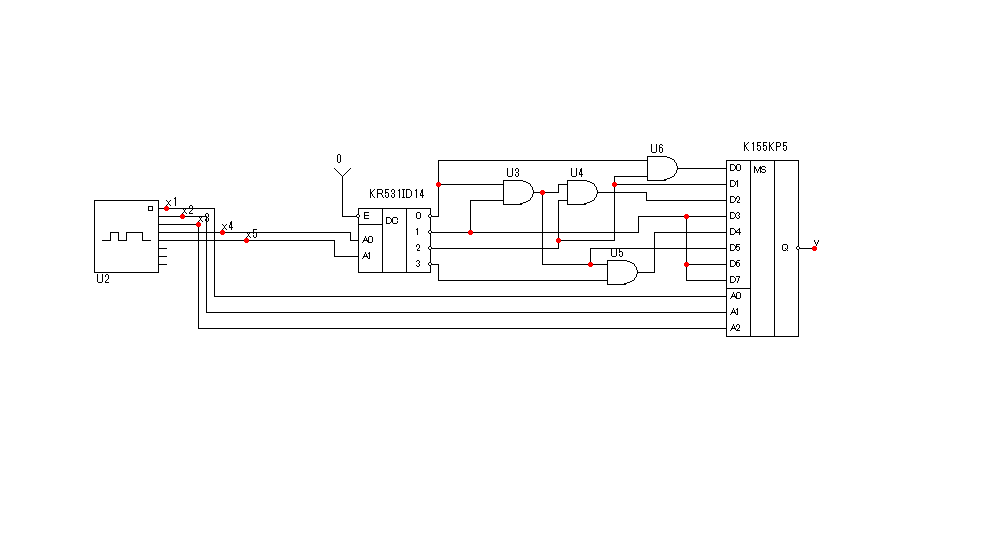 K155KP5
U6
D0 MS
D1
D2
D3
D4
D5
D6
D7
A0
A1
A2
Q
y
0
KR531ID14
E DC 0
1
A0
2
A1
3
U3
U4
U5
x1
x2
x3
x4
x5
U2